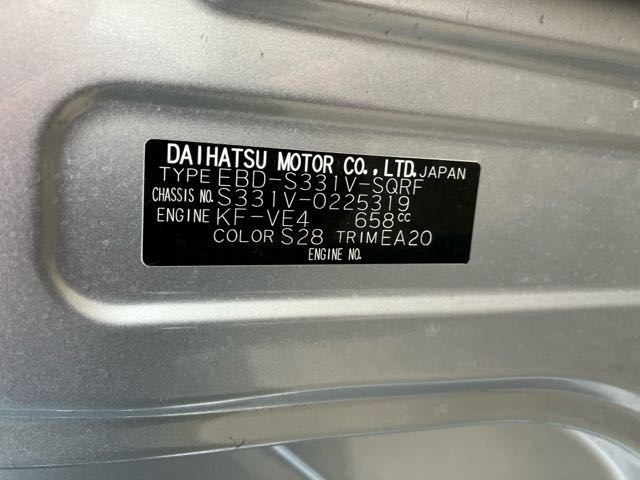 DAIHATSU MOTOR CO., LTD. JAPAN
TYPE EBD-S331V-SQRF
CHASSIS NO. S331V-0225319
ENGINE KF-VE4 658cc
COLOR S28 TRIM EA20
ENGINE NO.